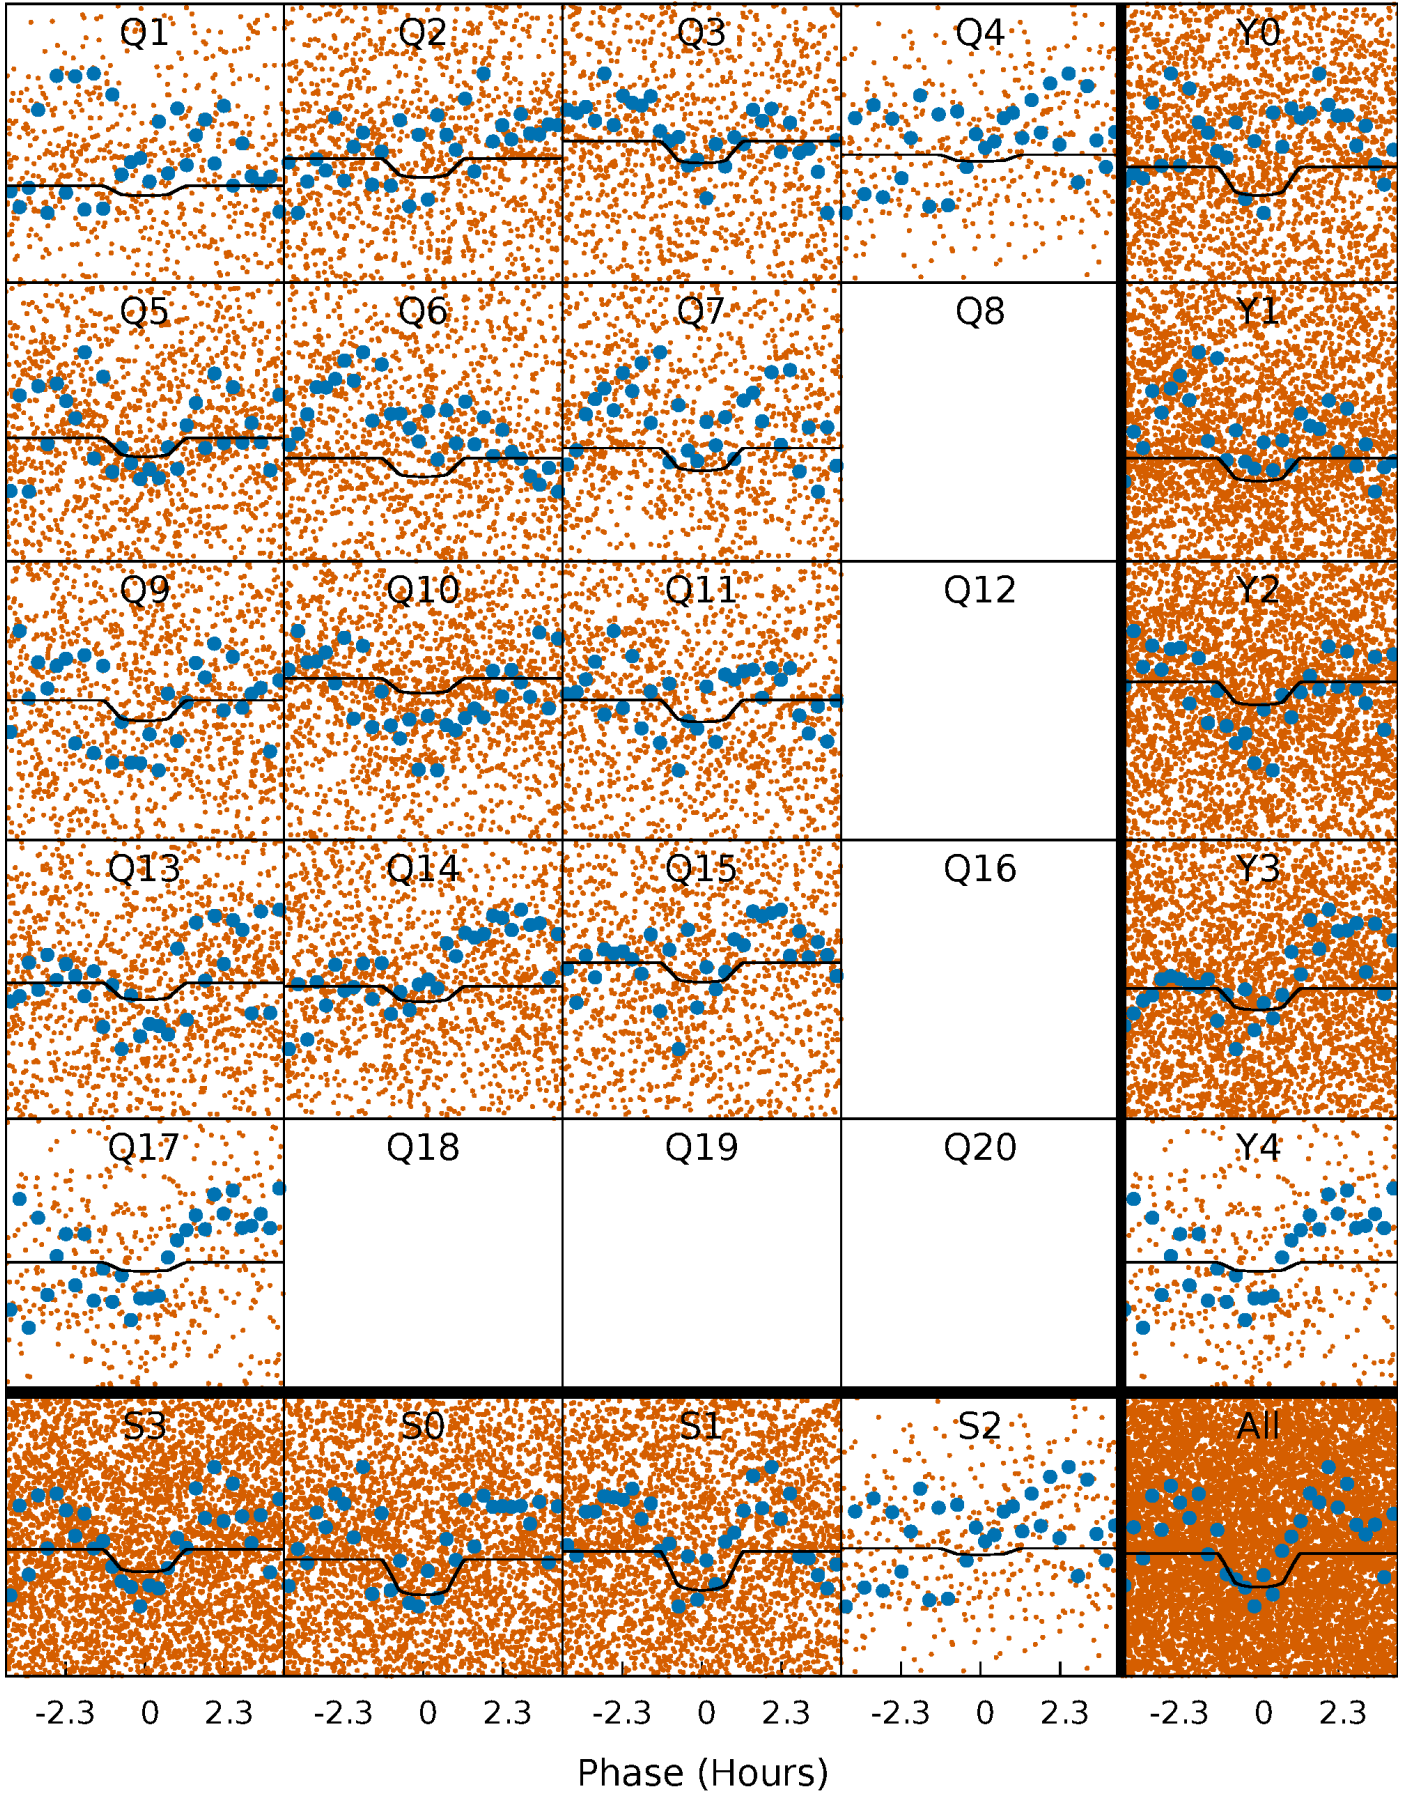 Q1 Q2 Q3 Q4 Y0
Q5 Q6 Q7 Q8 Y1
Q9 Q10 Q11 Q12 Y2
Q13 Q14 Q15 Q16 Y3
Q17 Q18 Q19 Q20 Y4
S3 S0 S1 S2 All
-2.3 0 2.3 -2.3 0 2.3 -2.3 0 2.3 -2.3 0 2.3 -2.3 0 2.3
Phase (Hours)